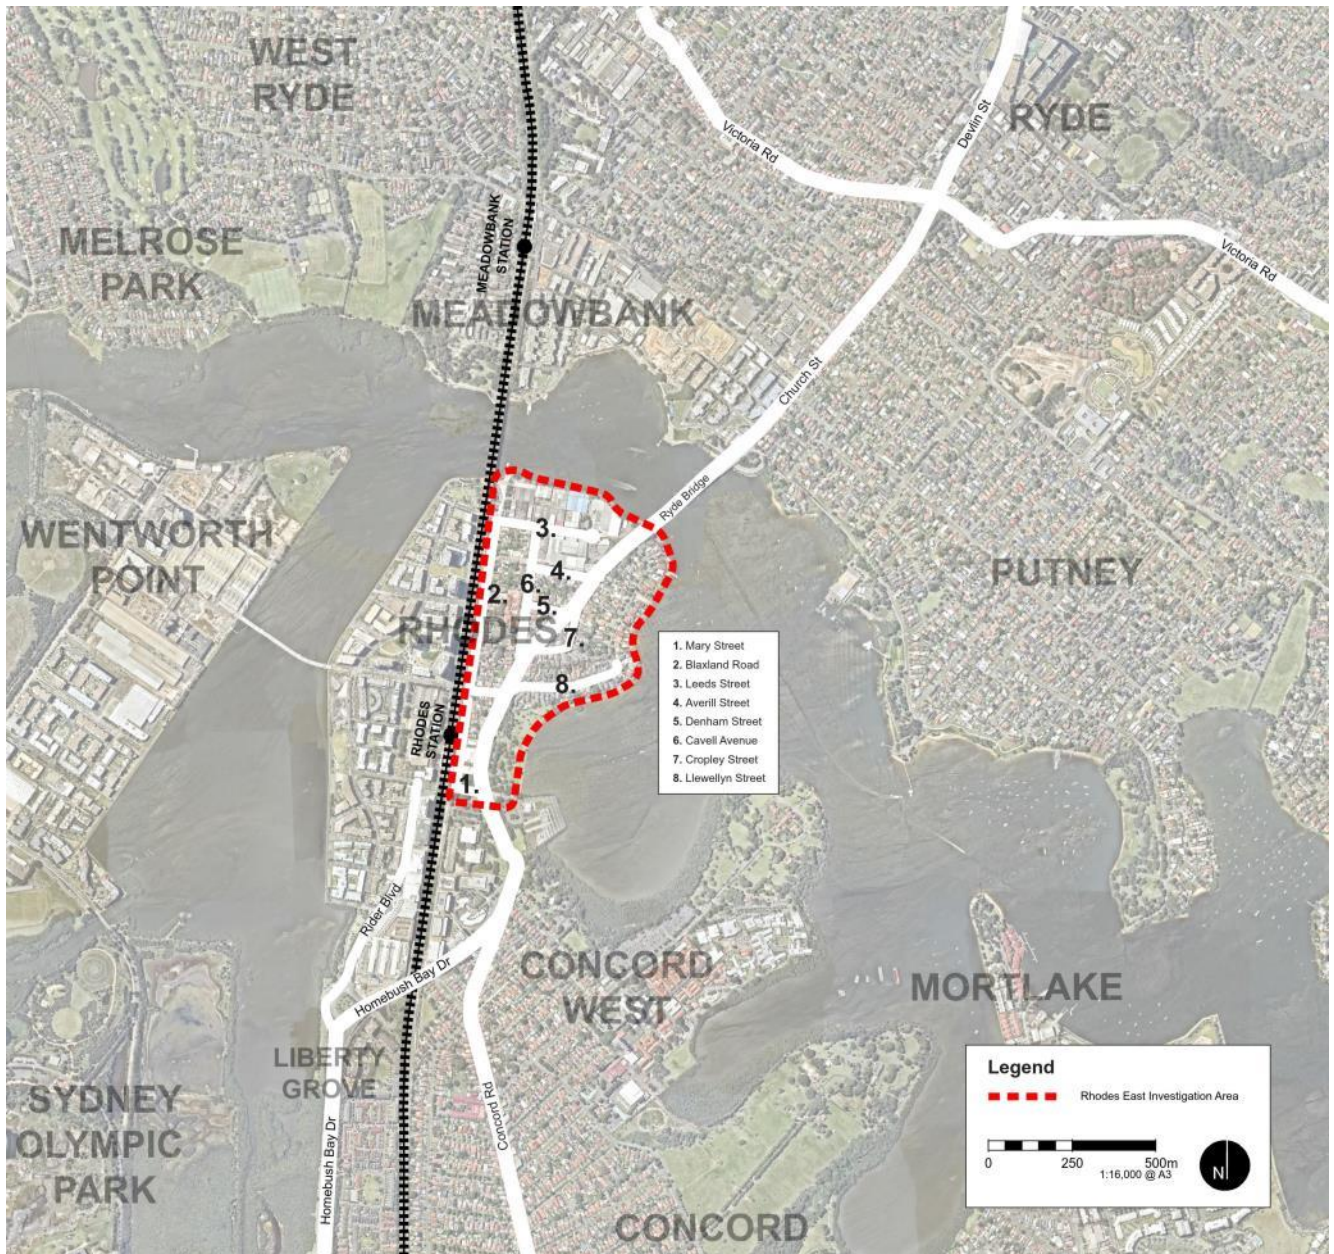 WEST
RYDE
RYDE
Devlin St
Victoria Rd
Victoria Rd
MEADOWBANK
STATION
MELROSE
PARK
MEADOWBANK
Church St
Ryde Bridge
WENTWORTH
POINT
PUTNEY
RHODES
3.
4.
6.
2.
5.
7.
8.
1.
RHODES
STATION
1. Mary Street
2. Blaxland Road
3. Leeds Street
4. Averill Street
5. Denham Street
6. Cavell Avenue
7. Cropley Street
8. Llewellyn Street
Rider Blvd
Homebush Bay Dr
CONCORD
WEST
MORTLAKE
LIBERTY
GROVE
SYDNEY
OLYMPIC
PARK
Homebush Bay Dr
Concord Rd
CONCORD
Legend
Rhodes East Investigation Area
0 250 500m
1:16,000 @ A3
N